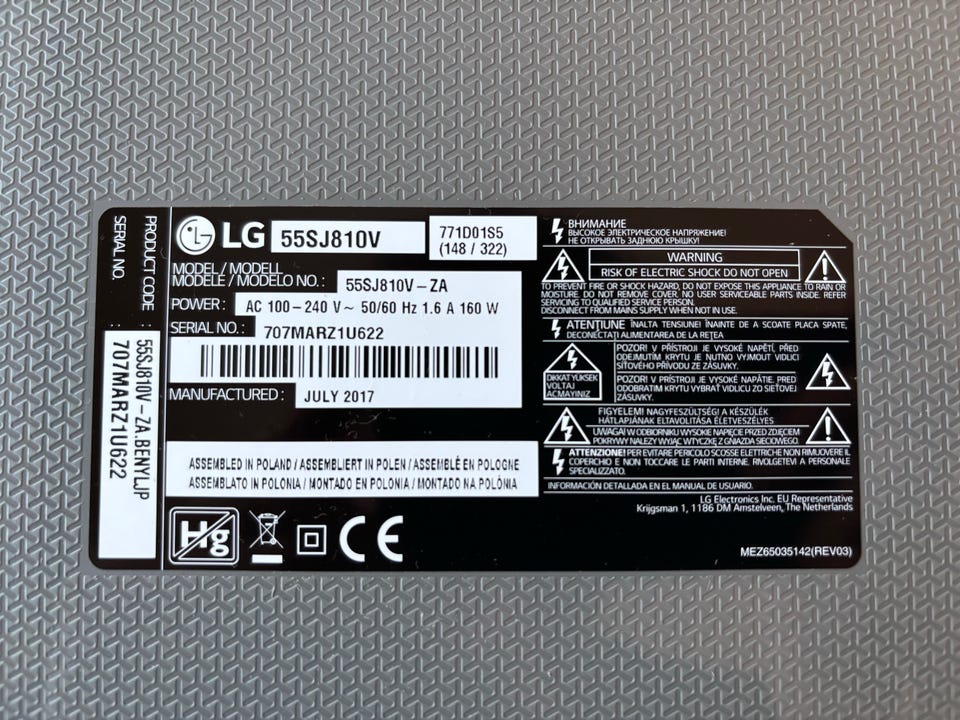 PRODUCT CODE : 55SJ810V-ZA.BENYLJP
SERIAL NO. : 707MARZ1U622
LG 55SJ810V
771D01S5
(148 / 322)
MODEL / MODELL
MODÈLE / MODELO NO. : 55SJ810V-ZA
POWER : AC 100-240 V~ 50/60 Hz 1.6 A 160 W
SERIAL NO. : 707MARZ1U622
MANUFACTURED : JULY 2017
ASSEMBLED IN POLAND / ASSEMBLIERT IN POLEN / ASSEMBLÉ EN POLOGNE
ASSEMBLATO IN POLONIA / MONTADO EN POLONIA / MONTADO NA POLÔNIA
Hg
CE
ВНИМАНИЕ
ВЫСОКОЕ ЭЛЕКТРИЧЕСКОЕ НАПРЯЖЕНИЕ!
НЕ ОТКРЫВАТЬ ЗАДНЮЮ КРЫШКУ!
WARNING
RISK OF ELECTRIC SHOCK DO NOT OPEN
TO PREVENT FIRE OR SHOCK HAZARD, DO NOT EXPOSE THIS APPLIANCE TO RAIN OR
MOISTURE. DO NOT REMOVE COVER. NO USER SERVICEABLE PARTS INSIDE. REFER
SERVICING TO QUALIFIED SERVICE PERSON.
DISCONNECT FROM MAINS SUPPLY WHEN NOT IN USE.
ATENȚIUNE ÎNALTA TENSIUNE! ÎNAINTE DE A SCOATE PLACA SPATE,
DECONECTAȚI ALIMENTAREA DE LA REȚEA
DIKKAT YUKSEK
VOLTAJ
ACMAYINIZ
POZOR! V PŘÍSTROJI JE VYSOKÉ NAPĚTÍ, PŘED
ODEJMUTÍM KRYTU JE NUTNO VYJMOUT VIDLICI
SÍŤOVÉHO PŘÍVODU ZE ZÁSUVKY.
POZOR! V PRÍSTROJI JE VYSOKÉ NAPÄTIE, PRED
ODOBRATIM KRYTU VYBRAŤ VIDLICU ZO SIEŤOVEJ
ZÁSUVKY.
FIGYELEM! NAGYFESZÜLTSÉG! A KÉSZÜLÉK
HÁTLAPJÁNAK ELTAVOLÍTÁSA ÉLETVESZÉLYES
UWAGA! W ODBIORNIKU WYSOKIE NAPIĘCIE PRZED ZDJĘCIEM
POKRYWY NALEŻY WYJĄĆ WTYCZKĘ Z GNIAZDA SIECIOWEGO.
ATTENZIONE! PER EVITARE PERICOLO SCOSSE ELETTRICHE NON RIMUOVERE IL
COPERCHIO E NON TOCCARE LE PARTI INTERNE. RIVOLGETEVI A PERSONALE
SPECIALIZZATO.
INFORMACIÓN DETALLADA EN EL MANUAL DE USUARIO.
LG Electronics Inc. EU Representative
Krijgsman 1, 1186 DM Amstelveen, The Netherlands
MEZ65035142(REV03)